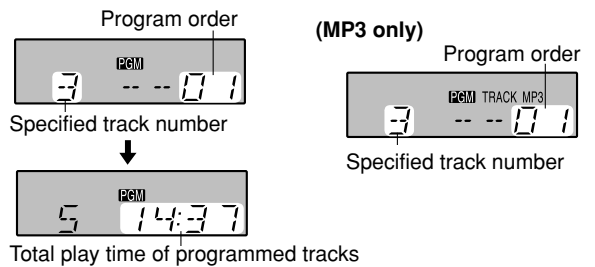 Program order
PGM
3 -- -- 01
Specified track number
PGM
5 14:37
Total play time of programmed tracks
(MP3 only)
Program order
PGM TRACK MP3
3 -- -- 01
Specified track number